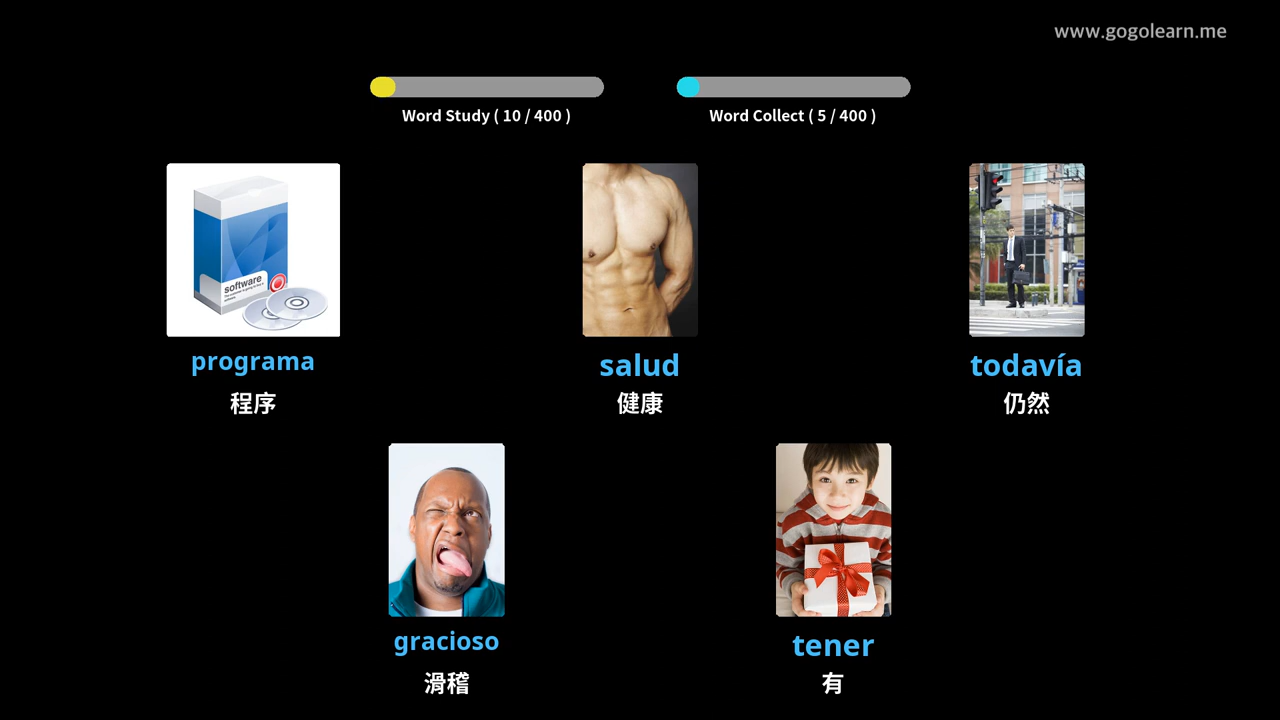 www.gogolearn.me
Word Study ( 10 / 400 )
Word Collect ( 5 / 400 )
software
programa
salud
todavía
程序
健康
仍然
gracioso
tener
滑稽
有